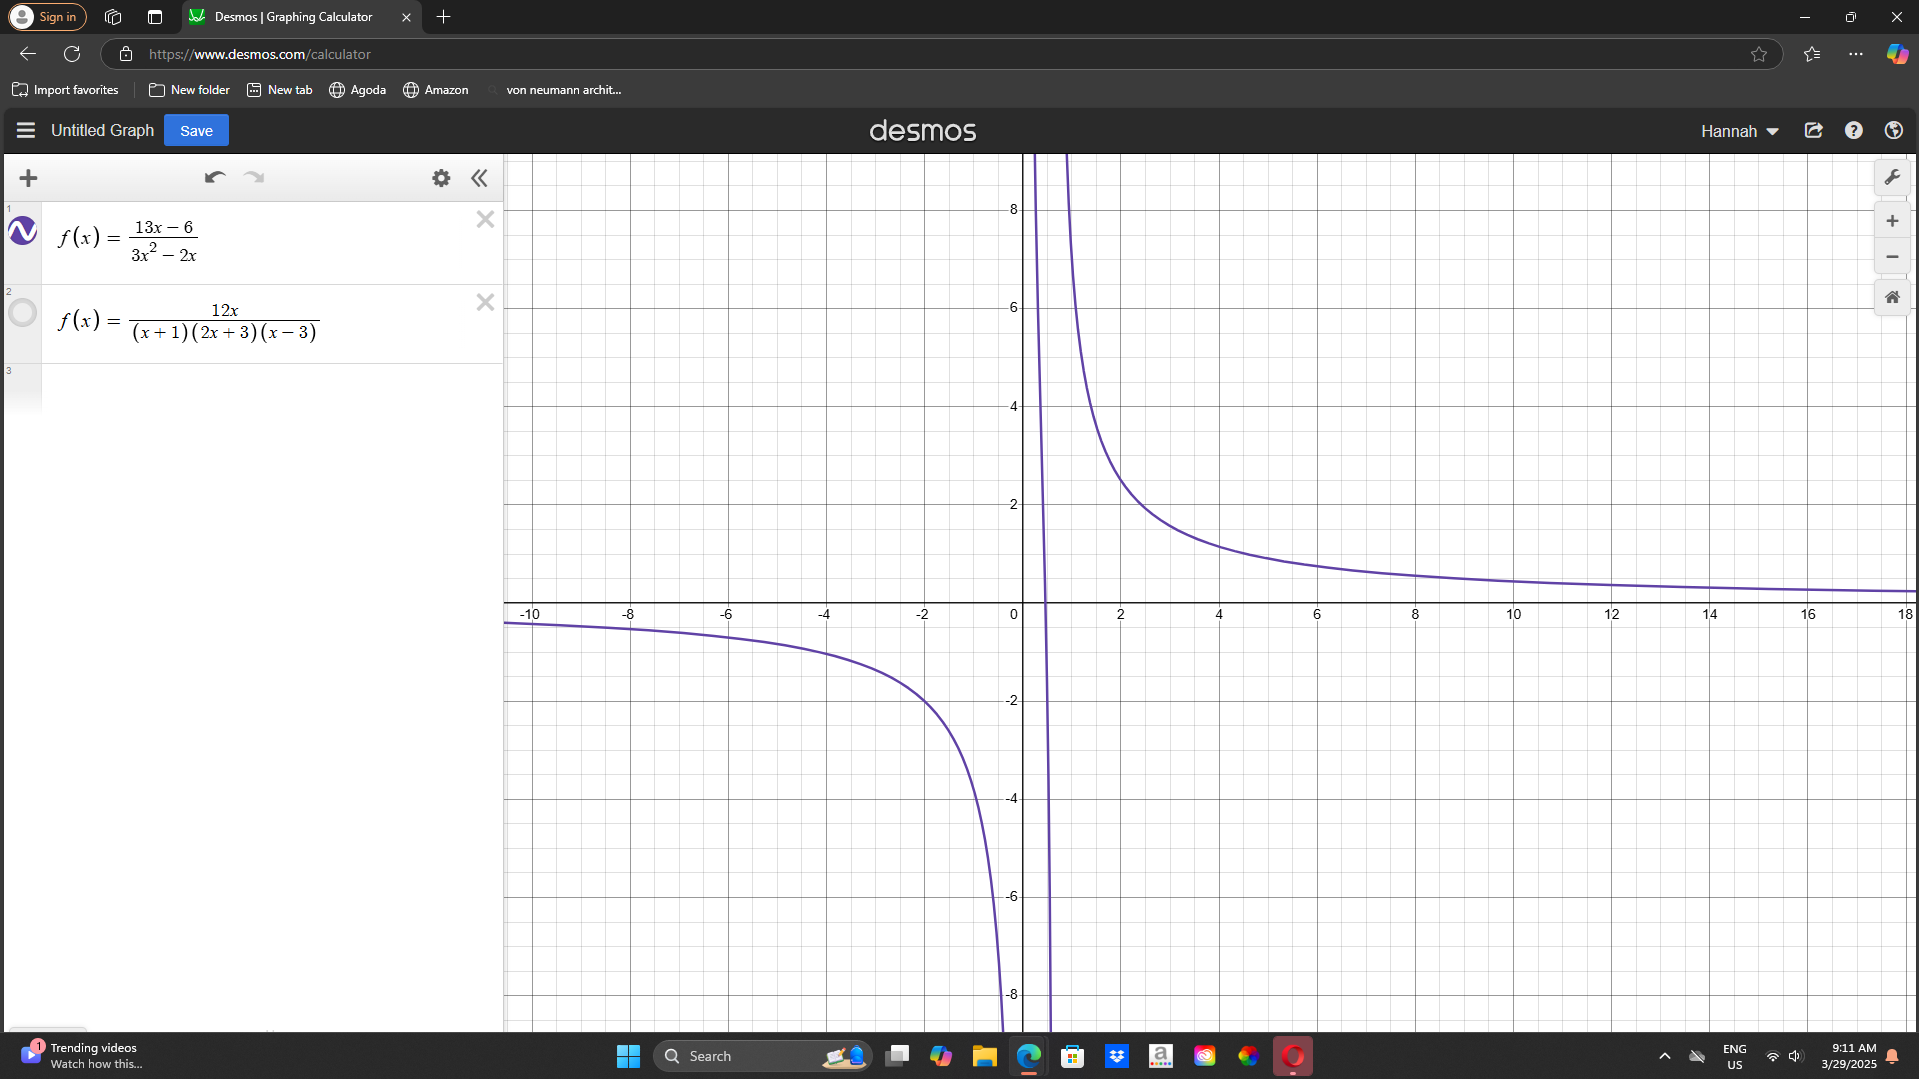 Sign in
Desmos | Graphing Calculator
https://www.desmos.com/calculator
Import favorites
New folder
New tab
Agoda
Amazon
von neumann archit...
Untitled Graph
Save
desmos
Hannah
1
f(x) = \frac{13x - 6}{3x^2 - 2x}
2
f(x) = \frac{12x}{(x + 1)(2x + 3)(x - 3)}
3
8
6
4
2
-10 -8 -6 -4 -2 0 2 4 6 8 10 12 14 16 18
-2
-4
-6
-8
1
Trending videos
Watch how this...
Search
ENG
US
9:11 AM
3/29/2025